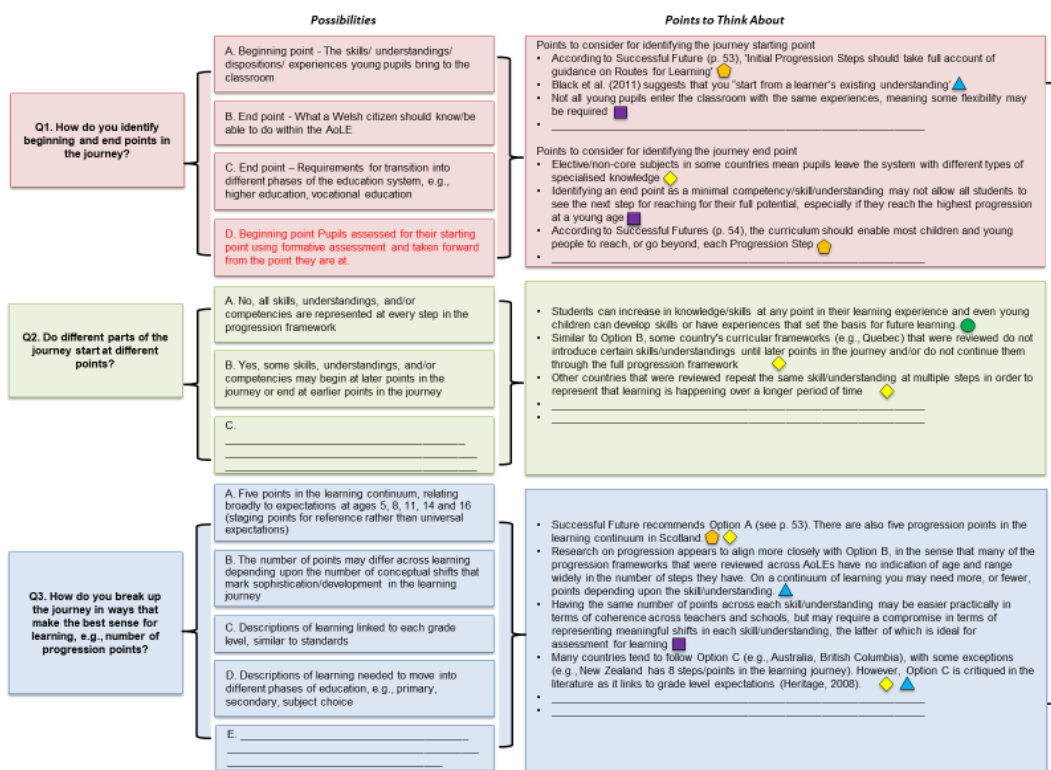 Possibilities
Points to Think About
Q1. How do you identify
beginning and end points in
the journey?
A. Beginning point - The skills/ understandings/
dispositions/ experiences young pupils bring to the
classroom
B. End point - What a Welsh citizen should know/be
able to do within the AoLE
C. End point – Requirements for transition into
different phases of the education system, e.g.,
higher education, vocational education
D. Beginning point Pupils assessed for their starting
point using formative assessment and taken forward
from the point they are at.
Points to consider for identifying the journey starting point
• According to Successful Future (p. 53), 'Initial Progression Steps should take full account of
guidance on Routes for Learning'
• Black et al. (2011) suggests that you "start from a learner's existing understanding'
• Not all young pupils enter the classroom with the same experiences, meaning some flexibility may
be required
• ____________________
Points to consider for identifying the journey end point
• Elective/non-core subjects in some countries mean pupils leave the system with different types of
specialised knowledge
• Identifying an end point as a minimal competency/skill/understanding may not allow all students to
see the next step for reaching for their full potential, especially if they reach the highest progression
at a young age
• According to Successful Futures (p. 54), the curriculum should enable most children and young
people to reach, or go beyond, each Progression Step
• ____________________
Q2. Do different parts of the
journey start at different
points?
A. No, all skills, understandings, and/or
competencies are represented at every step in the
progression framework
B. Yes, some skills, understandings, and/or
competencies may begin at later points in the
journey or end at earlier points in the journey
C.
____________________
____________________
____________________
• Students can increase in knowledge/skills at any point in their learning experience and even young
children can develop skills or have experiences that set the basis for future learning.
• Similar to Option B, some country's curricular frameworks (e.g., Quebec) that were reviewed do not
introduce certain skills/understandings until later points in the journey and/or do not continue them
through the full progression framework
• Other countries that were reviewed repeat the same skill/understanding at multiple steps in order to
represent that learning is happening over a longer period of time
• ____________________
• ____________________
Q3. How do you break up
the journey in ways that
make the best sense for
learning, e.g., number of
progression points?
A. Five points in the learning continuum, relating
broadly to expectations at ages 5, 8, 11, 14 and 16
(staging points for reference rather than universal
expectations)
B. The number of points may differ across learning
depending upon the number of conceptual shifts that
mark sophistication/development in the learning
journey
C. Descriptions of learning linked to each grade
level, similar to standards
D. Descriptions of learning needed to move into
different phases of education, e.g., primary,
secondary, subject choice
E. ____________________
____________________
____________________
• Successful Future recommends Option A (see p. 53). There are also five progression points in the
learning continuum in Scotland.
• Research on progression appears to align more closely with Option B, in the sense that many of the
progression frameworks that were reviewed across AoLEs have no indication of age and range
widely in the number of steps they have. On a continuum of learning you may need more, or fewer,
points depending upon the skill/understanding.
• Having the same number of points across each skill/understanding may be easier practically in
terms of coherence across teachers and schools, but may require a compromise in terms of
representing meaningful shifts in each skill/understanding, the latter of which is ideal for
assessment for learning
• Many countries tend to follow Option C (e.g., Australia, British Columbia), with some exceptions
(e.g., New Zealand has 8 steps/points in the learning journey). However, Option C is critiqued in the
literature as it links to grade level expectations (Heritage, 2008).
• ____________________
• ____________________